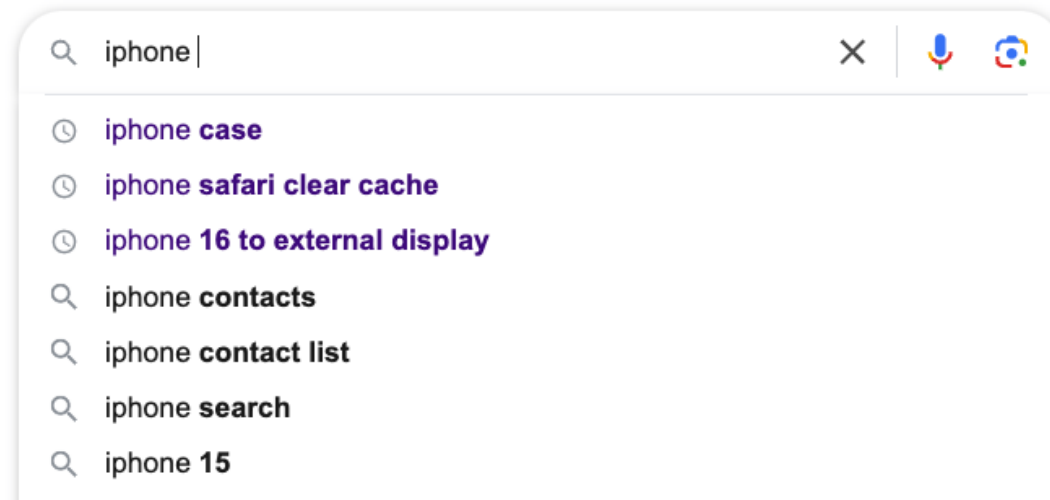 iphone
iphone case
iphone safari clear cache
iphone 16 to external display
iphone contacts
iphone contact list
iphone search
iphone 15